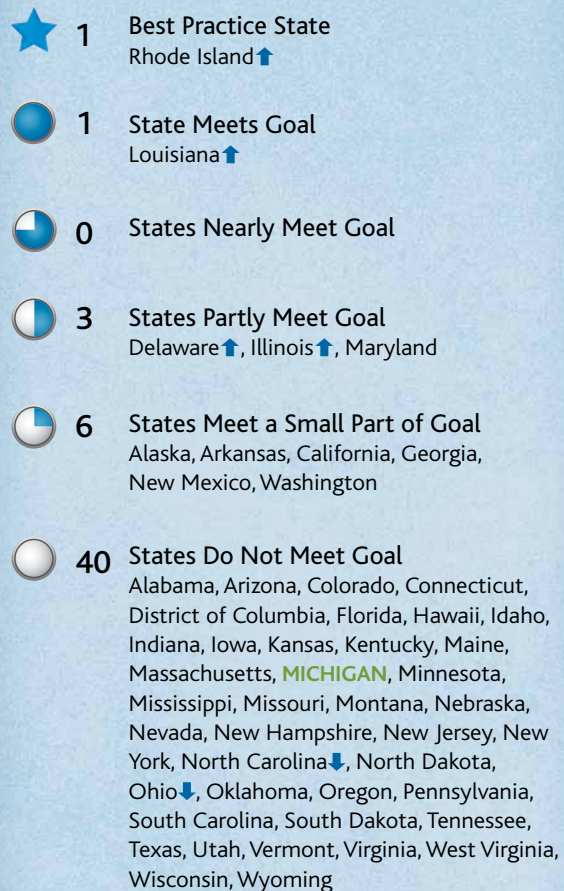 1 Best Practice State
Rhode Island⬆
1 State Meets Goal
Louisiana⬆
0 States Nearly Meet Goal
3 States Partly Meet Goal
Delaware⬆, Illinois⬆, Maryland
6 States Meet a Small Part of Goal
Alaska, Arkansas, California, Georgia,
New Mexico, Washington
40 States Do Not Meet Goal
Alabama, Arizona, Colorado, Connecticut,
District of Columbia, Florida, Hawaii, Idaho,
Indiana, Iowa, Kansas, Kentucky, Maine,
Massachusetts, MICHIGAN, Minnesota,
Mississippi, Missouri, Montana, Nebraska,
Nevada, New Hampshire, New Jersey, New
York, North Carolina⬇, North Dakota,
Ohio⬇, Oklahoma, Oregon, Pennsylvania,
South Carolina, South Dakota, Tennessee,
Texas, Utah, Vermont, Virginia, West Virginia,
Wisconsin, Wyoming